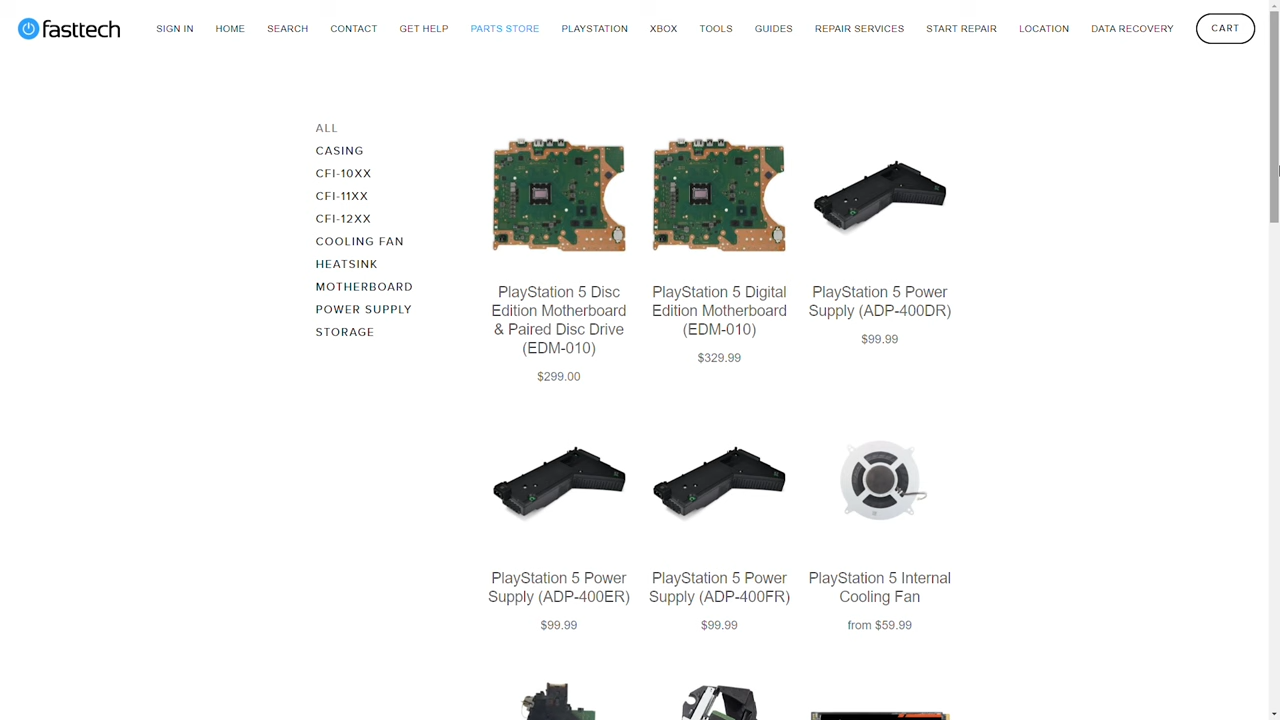 fasttech
SIGN IN HOME SEARCH CONTACT GET HELP PARTS STORE PLAYSTATION XBOX TOOLS GUIDES REPAIR SERVICES START REPAIR LOCATION DATA RECOVERY CART
ALL
CASING
CFI-10XX
CFI-11XX
CFI-12XX
COOLING FAN
HEATSINK
MOTHERBOARD
POWER SUPPLY
STORAGE
PlayStation 5 Disc
Edition Motherboard
& Paired Disc Drive
(EDM-010)
$299.00
PlayStation 5 Digital
Edition Motherboard
(EDM-010)
$329.99
PlayStation 5 Power
Supply (ADP-400DR)
$99.99
PlayStation 5 Power
Supply (ADP-400ER)
$99.99
PlayStation 5 Power
Supply (ADP-400FR)
$99.99
PlayStation 5 Internal
Cooling Fan
from $59.99